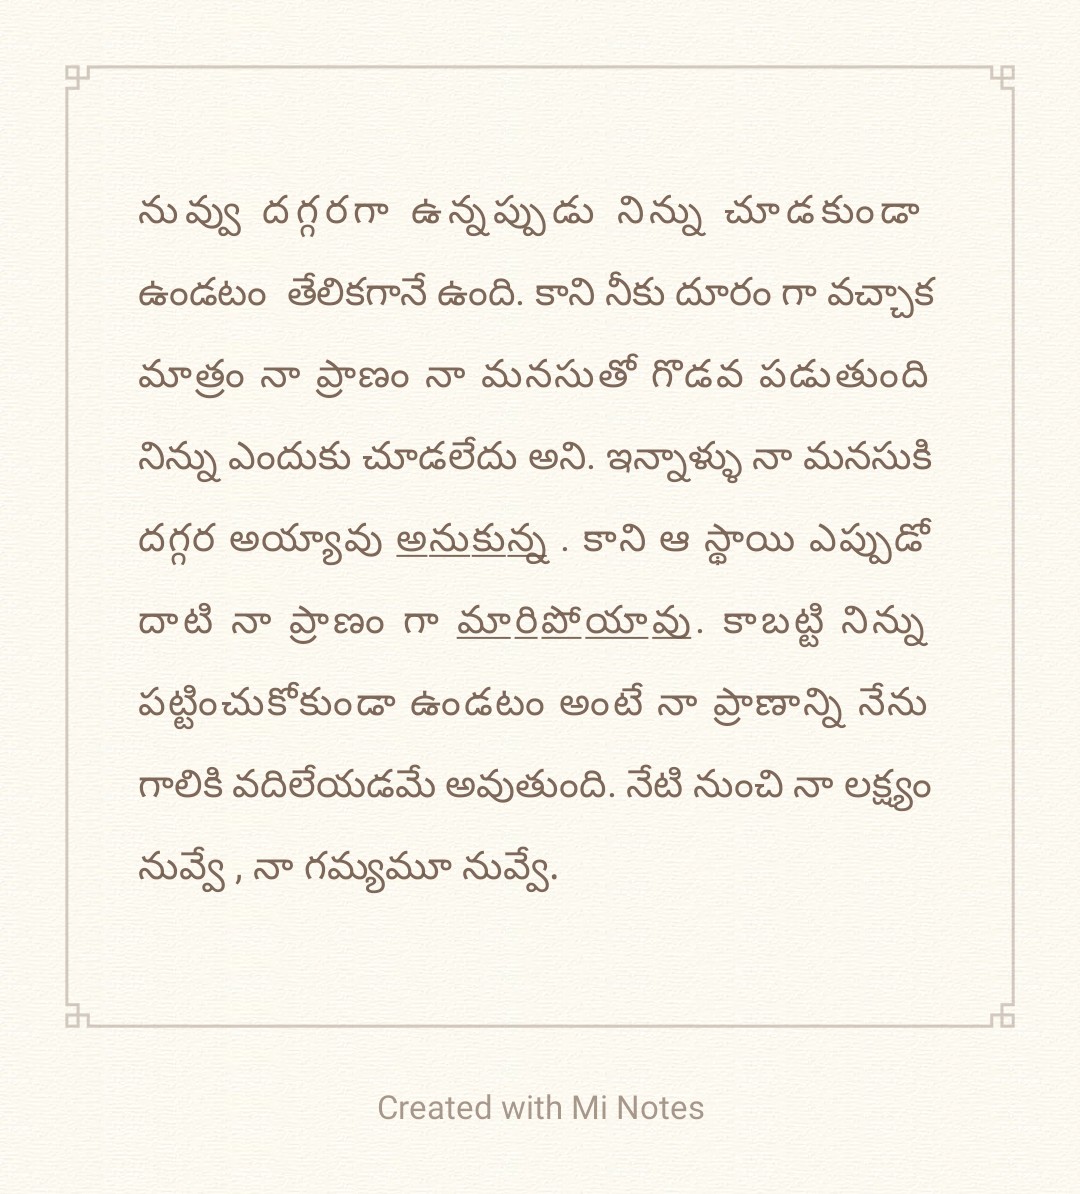 నువ్వు దగ్గరగా ఉన్నప్పుడు నిన్ను చూడకుండా
ఉండటం తేలికగానే ఉంది. కాని నీకు దూరం గా వచ్చాక
మాత్రం నా ప్రాణం నా మనసుతో గొడవ పడుతుంది
నిన్ను ఎందుకు చూడలేదు అని. ఇన్నాళ్ళు నా మనసుకి
దగ్గర అయ్యావు అనుకున్న . కాని ఆ స్థాయి ఎప్పుడో
దాటి నా ప్రాణం గా మారిపోయావు. కాబట్టి నిన్ను
పట్టించుకోకుండా ఉండటం అంటే నా ప్రాణాన్ని నేను
గాలికి వదిలేయడమే అవుతుంది. నేటి నుంచి నా లక్ష్యం
నువ్వే , నా గమ్యమూ నువ్వే.
Created with Mi Notes